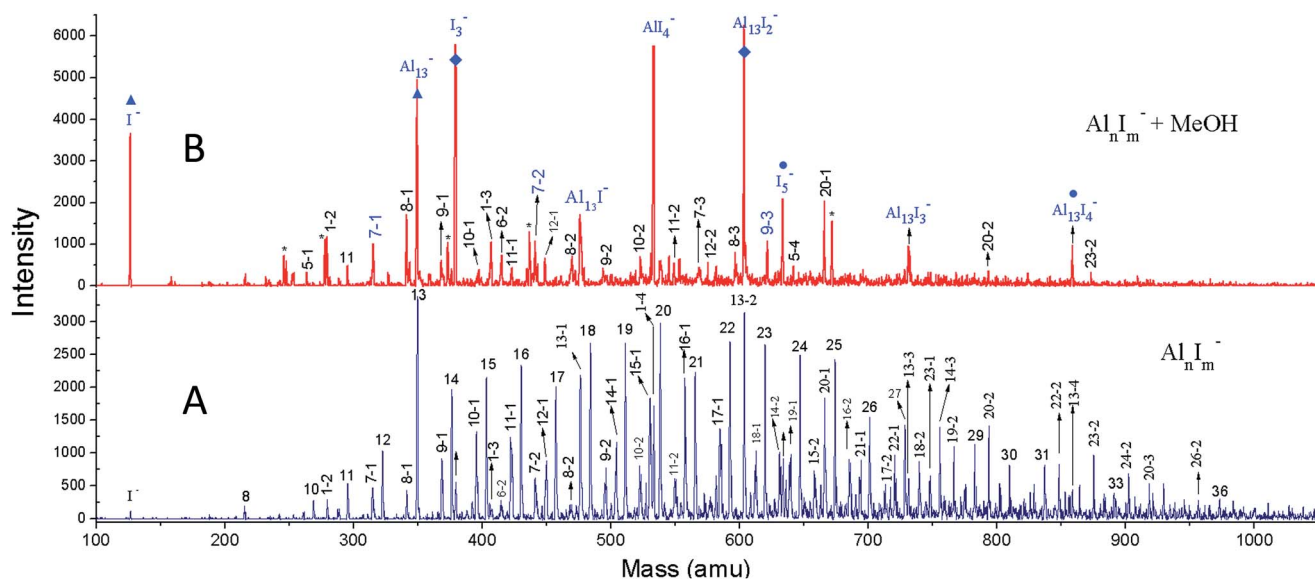 6000
5000
4000
3000
2000
1000
0
3000
2500
2000
1500
1000
500
0
Intensity
B
I⁻
Al₁₃⁻
I₃⁻
AlI₄⁻
Al₁₃I₂⁻
AlₙIₘ⁻ + MeOH
* 5-1 * 1-2 11 7-1 8-1 9-1 * 10-1 1-3 6-2 11-1 * 7-2 12-1 8-2 Al₁₃I⁻ 9-2 10-2 11-2 7-3 12-2 8-3 9-3 I₅⁻ 5-4 20-1 * Al₁₃I₃⁻ 20-2 Al₁₃I₄⁻ 23-2
A
AlₙIₘ⁻
I⁻ 8 10 1-2 11 7-1 12 8-1 13 9-1 14 10-1 15 1-3 6-2 11-1 16 7-2 12-1 17 8-2 13-1 18 9-2 14-1 19 10-2 15-1 1-4 20 11-2 16-1 21 17-1 22 13-2 18-1 23 14-2 19-1 24 15-2 20-1 25 16-2 21-1 26 17-2 22-1 27 13-3 18-2 23-1 14-3 19-2 29 20-2 30 31 22-2 13-4 23-2 33 24-2 20-3 26-2 36
100 200 300 400 500 600 700 800 900 1000
Mass (amu)